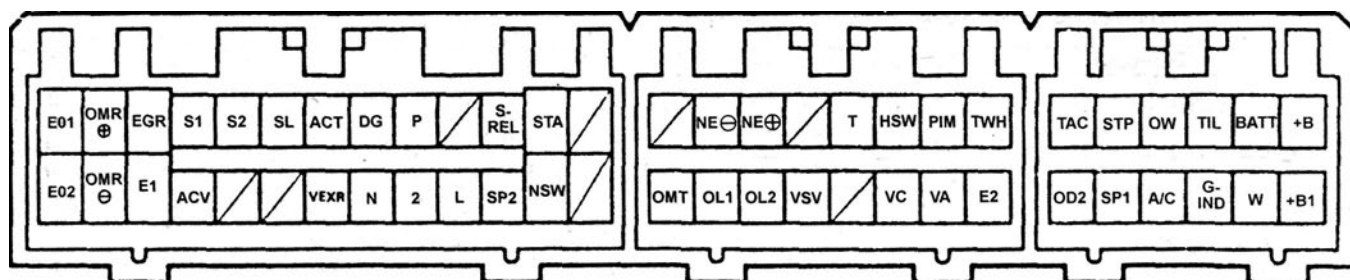 E01 OMR ⊕ EGR S1 S2 SL ACT DG P S-REL STA NE⊖ NE⊕ T HSW PIM TWH TAC STP OW TIL BATT +B
E02 OMR ⊖ E1 ACV VEXR N 2 L SP2 NSW OMT OL1 OL2 VSV VC VA E2 OD2 SP1 A/C G-IND W +B1